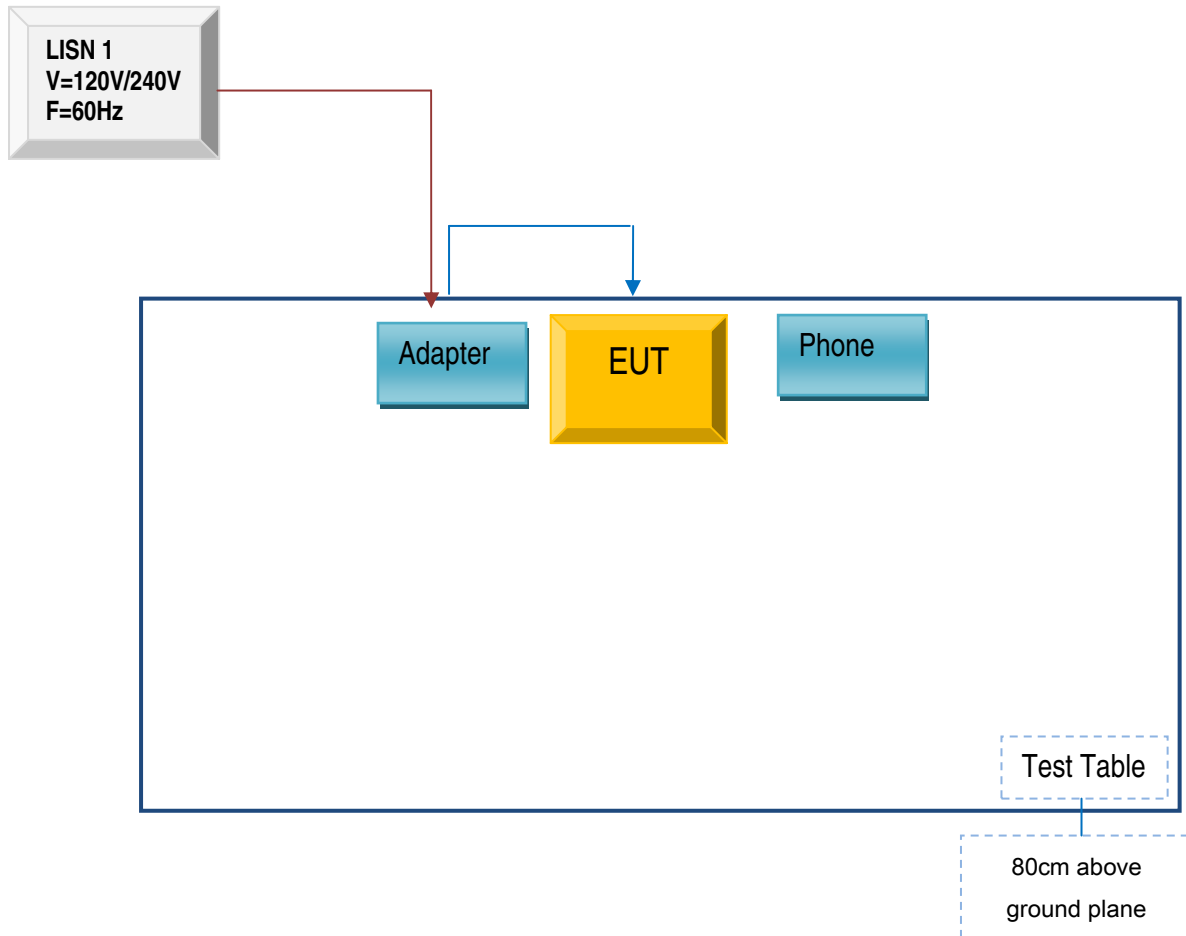 LISN 1
V=120V/240V
F=60Hz
Adapter
EUT
Phone
Test Table
80cm above
ground plane